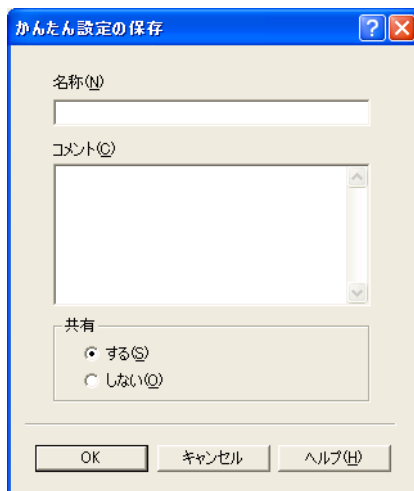 かんたん設定の保存
名称(N)
コメント(C)
共有
する(S)
しない(O)
OK キャンセル ヘルプ(H)